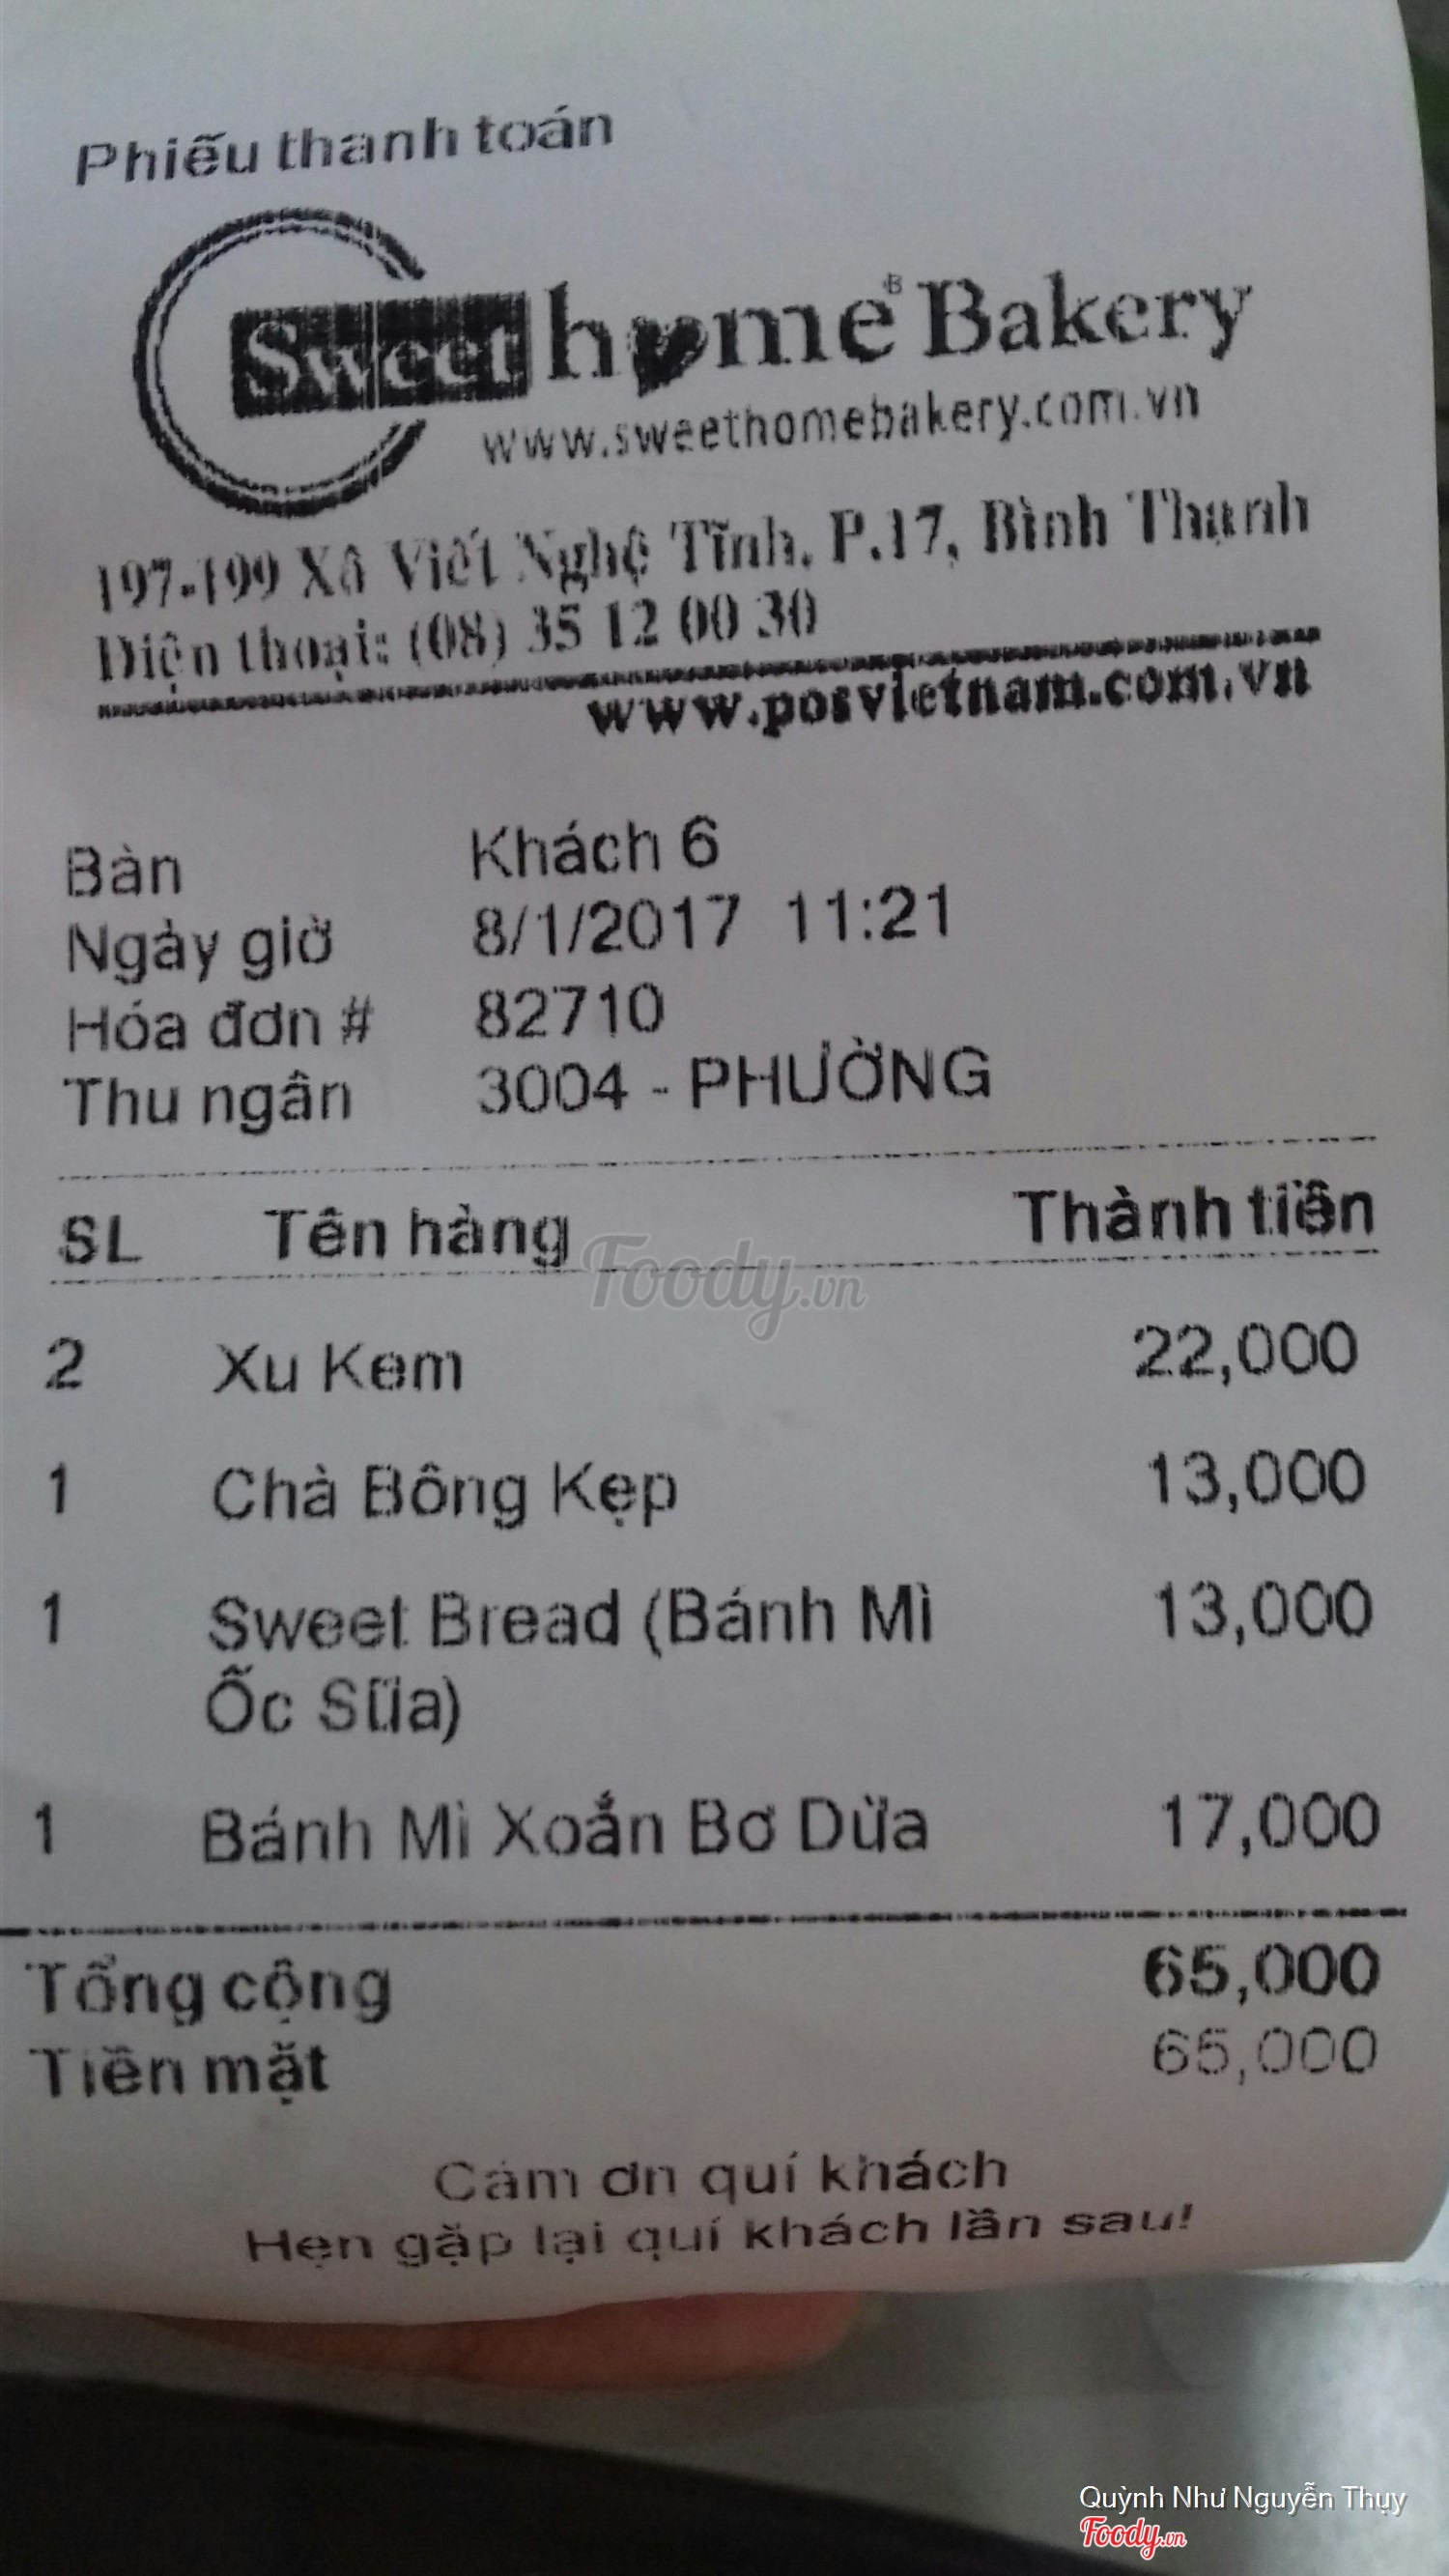 Phiếu thanh toán
Sweet home® Bakery
www.sweethomebakery.com.vn
197-199 Xô Viết Nghệ Tĩnh, P.17, Bình Thạnh
Điện thoại: (08) 35 12 00 30
www.posvietnam.com.vn
Bàn Khách 6
Ngày giờ 8/1/2017 11:21
Hóa đơn # 82710
Thu ngân 3004 - PHƯỜNG
SL Tên hàng Thành tiền
Foody.vn
2 Xu Kem 22,000
1 Chà Bông Kẹp 13,000
1 Sweet Bread (Bánh Mì 13,000
Ốc Sữa)
1 Bánh Mì Xoắn Bơ Dừa 17,000
Tổng cộng 65,000
Tiền mặt 65,000
Cám ơn quí khách
Hẹn gặp lại quí khách lần sau!
Quỳnh Như Nguyễn Thụy
Foody.vn